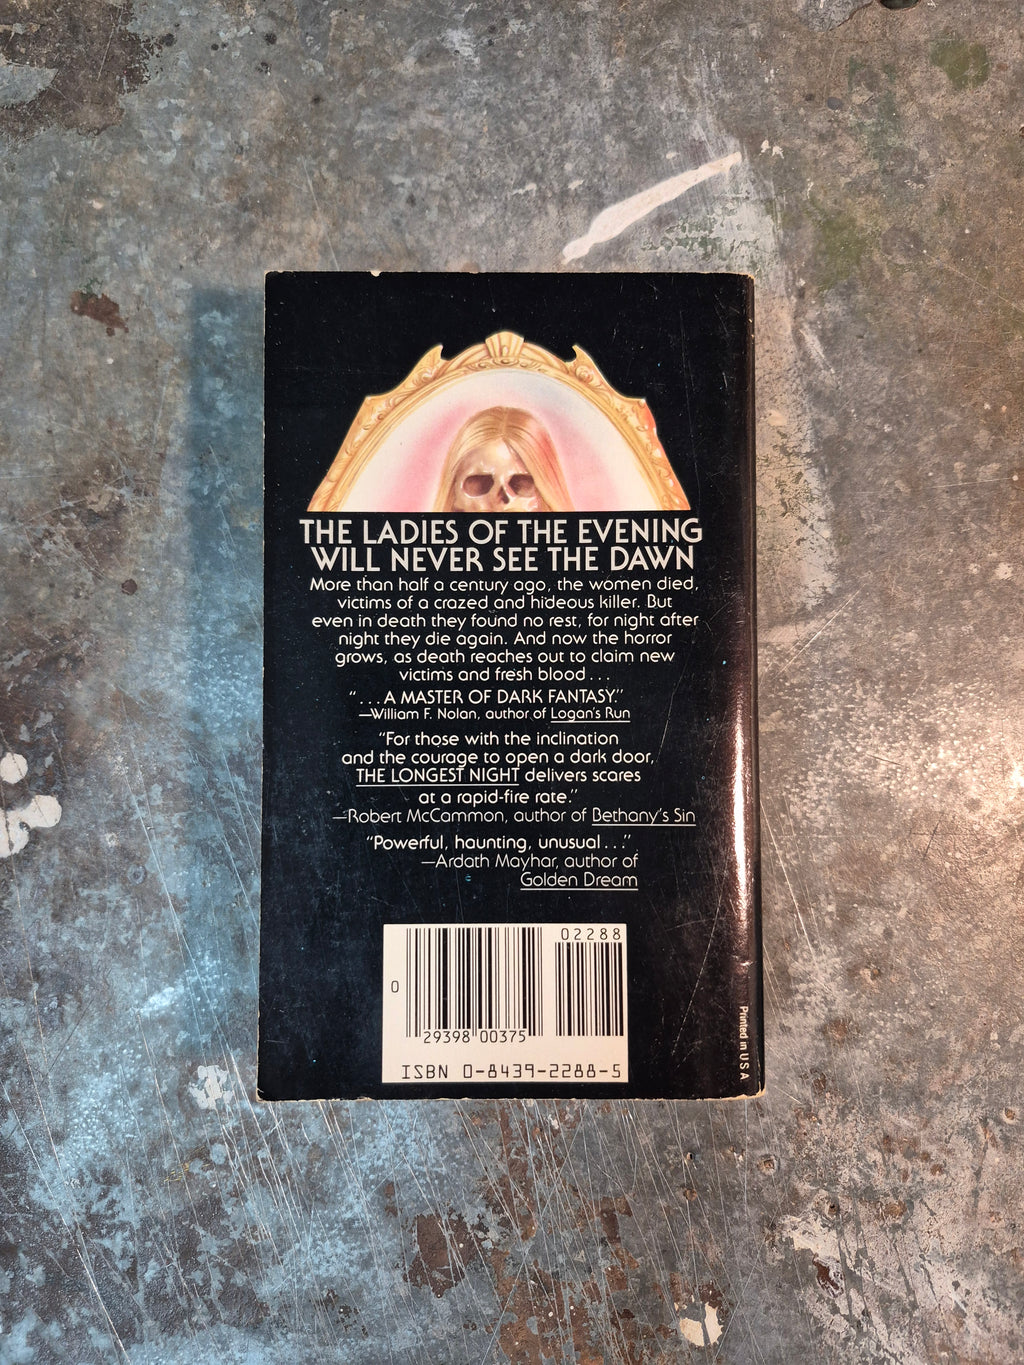 THE LADIES OF THE EVENING
WILL NEVER SEE THE DAWN
More than half a century ago, the women died,
victims of a crazed and hideous killer. But
even in death they found no rest, for night after
night they die again. And now the horror
grows, as death reaches out to claim new
victims and fresh blood...
"...A MASTER OF DARK FANTASY."
—William F. Nolan, author of Logan's Run
"For those with the inclination
and the courage to open a dark door,
THE LONGEST NIGHT delivers scares
at a rapid-fire rate."
—Robert McCammon, author of Bethany's Sin
"Powerful, haunting, unusual..."
—Ardath Mayhar, author of
Golden Dream
02288
0
29398 00375
ISBN 0-8439-2288-5
Printed in U S A